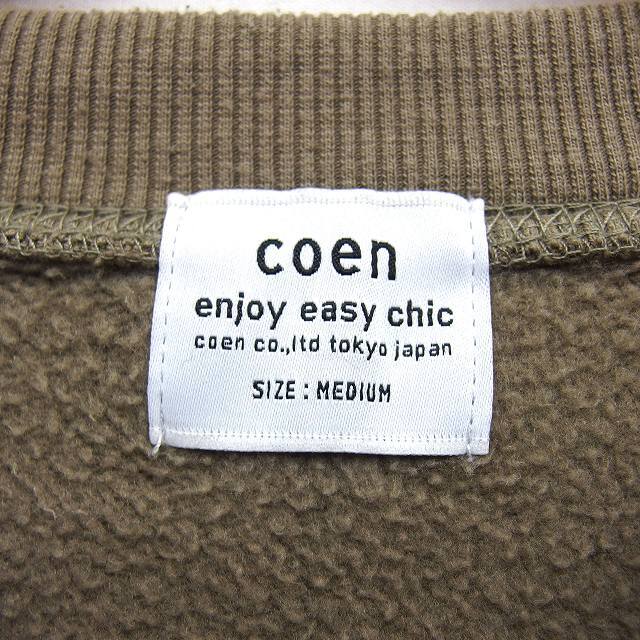 coen
enjoy easy chic
coen co.,ltd tokyo japan
SIZE : MEDIUM